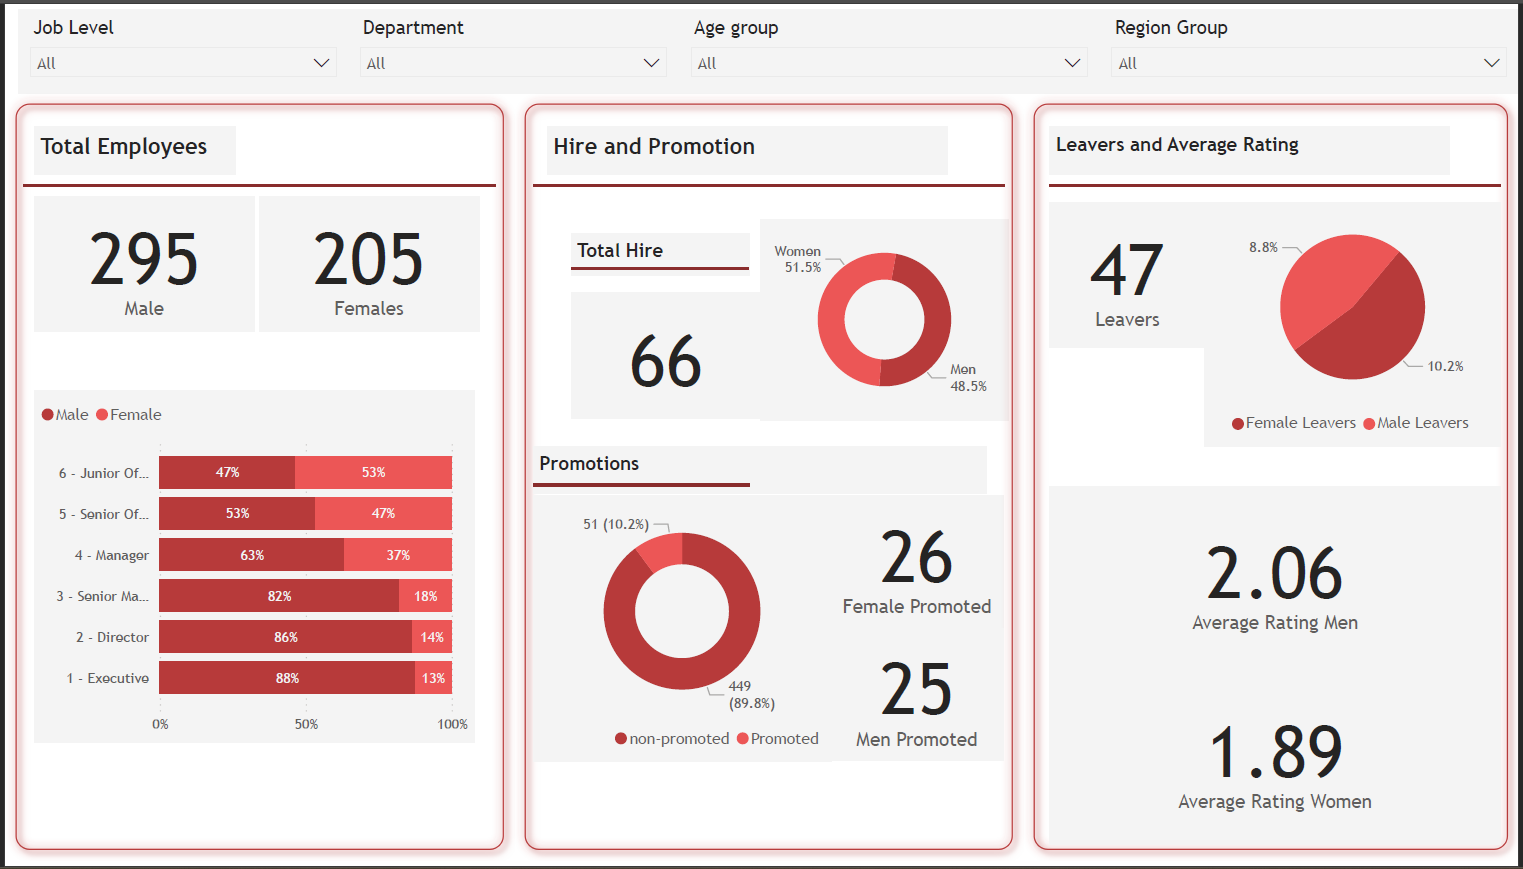 Job Level
All
Department
All
Age group
All
Region Group
All
Total Employees
295
Male
205
Females
Male Female
6 - Junior Of... 47% 53%
5 - Senior Of... 53% 47%
4 - Manager 63% 37%
3 - Senior Ma... 82% 18%
2 - Director 86% 14%
1 - Executive 88% 13%
0% 50% 100%
Hire and Promotion
Total Hire
66
Women
51.5%
Men
48.5%
Promotions
51 (10.2%)
449
(89.8%)
non-promoted Promoted
26
Female Promoted
25
Men Promoted
Leavers and Average Rating
47
Leavers
8.8%
10.2%
Female Leavers Male Leavers
2.06
Average Rating Men
1.89
Average Rating Women